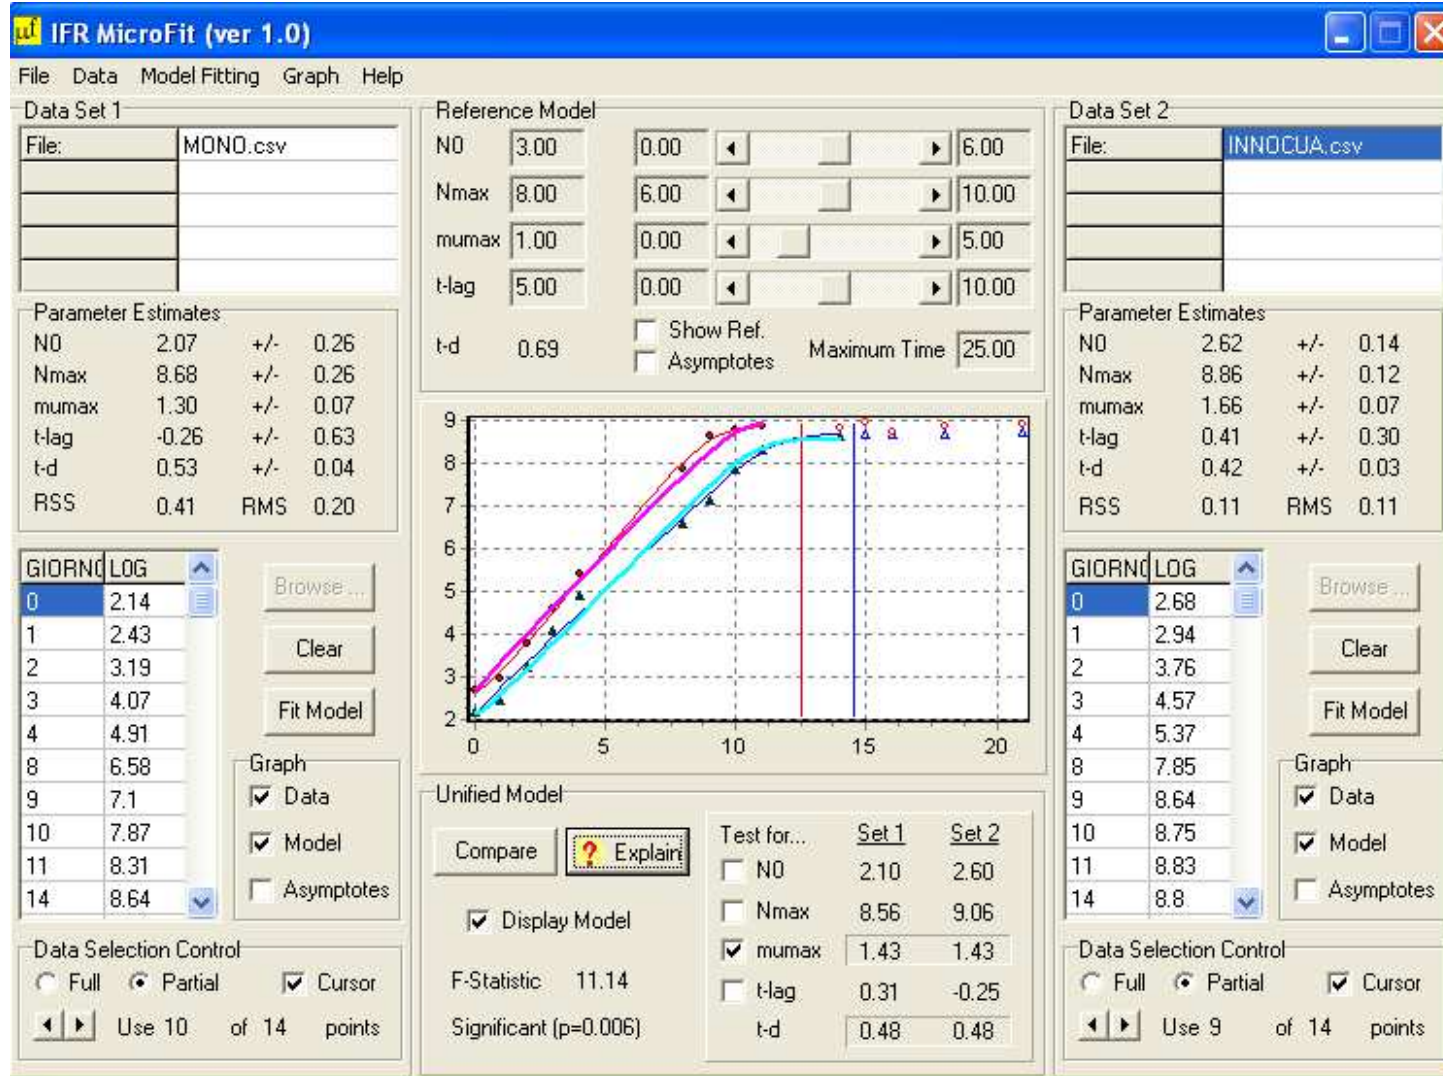 IFR MicroFit (ver 1.0)
File Data Model Fitting Graph Help
Data Set 1
File: MONO.csv
Parameter Estimates
N0 2.07 +/- 0.26
Nmax 8.68 +/- 0.26
mumax 1.30 +/- 0.07
t-lag -0.26 +/- 0.63
t-d 0.53 +/- 0.04
RSS 0.41 RMS 0.20
GIORNO LOG
0 2.14
1 2.43
2 3.19
3 4.07
4 4.91
8 6.58
9 7.1
10 7.87
11 8.31
14 8.64
Browse ...
Clear
Fit Model
Graph
Data
Model
Asymptotes
Data Selection Control
Full Partial Cursor
Use 10 of 14 points
Reference Model
N0 3.00 0.00 6.00
Nmax 8.00 6.00 10.00
mumax 1.00 0.00 5.00
t-lag 5.00 0.00 10.00
t-d 0.69
Show Ref.
Asymptotes
Maximum Time 25.00
9
8
7
6
5
4
3
2
0 5 10 15 20
Unified Model
Compare ? Explain
Display Model
F-Statistic 11.14
Significant (p=0.006)
Test for... Set 1 Set 2
N0 2.10 2.60
Nmax 8.56 9.06
mumax 1.43 1.43
t-lag 0.31 -0.25
t-d 0.48 0.48
Data Set 2
File: INNOCUA.csv
Parameter Estimates
N0 2.62 +/- 0.14
Nmax 8.86 +/- 0.12
mumax 1.66 +/- 0.07
t-lag 0.41 +/- 0.30
t-d 0.42 +/- 0.03
RSS 0.11 RMS 0.11
GIORNO LOG
0 2.68
1 2.94
2 3.76
3 4.57
4 5.37
8 7.85
9 8.64
10 8.75
11 8.83
14 8.8
Browse ...
Clear
Fit Model
Graph
Data
Model
Asymptotes
Data Selection Control
Full Partial Cursor
Use 9 of 14 points